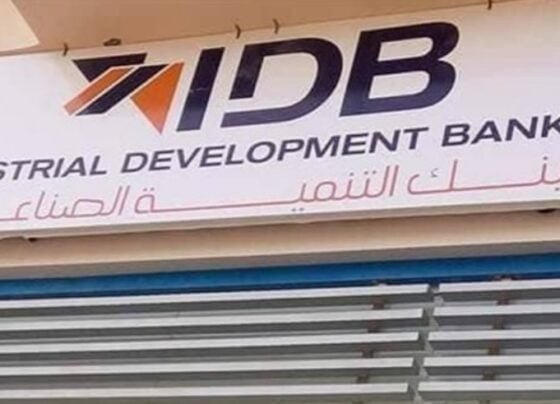 IDB
STRIAL DEVELOPMENT BANK
بنك التنمية الصناع